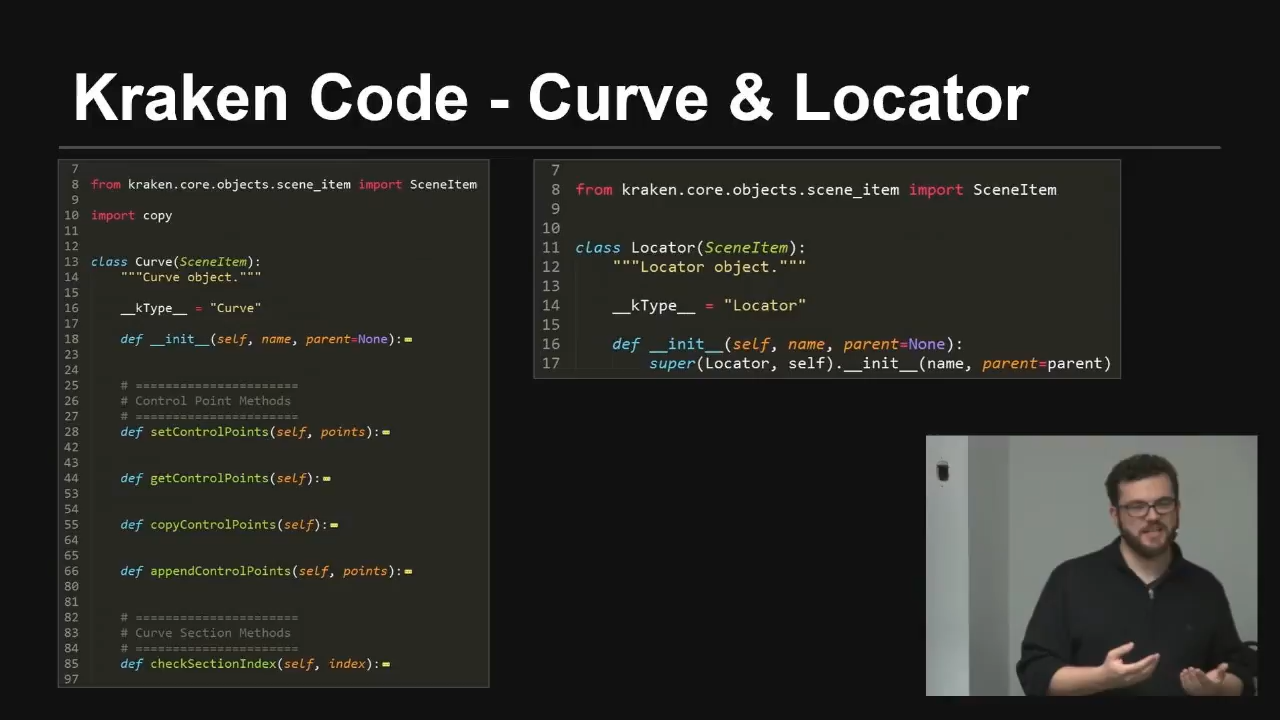 Kraken Code - Curve & Locator
7
8 from kraken.core.objects.scene_item import SceneItem
9
10 import copy
11
12
13 class Curve(SceneItem):
14 """Curve object."""
15
16 __kType__ = "Curve"
17
18 def __init__(self, name, parent=None):
23
24
25 # ======================
26 # Control Point Methods
27 # ======================
28 def setControlPoints(self, points):
42
43
44 def getControlPoints(self):
53
54
55 def copyControlPoints(self):
64
65
66 def appendControlPoints(self, points):
80
81
82 # ======================
83 # Curve Section Methods
84 # ======================
85 def checkSectionIndex(self, index):
97
7
8 from kraken.core.objects.scene_item import SceneItem
9
10
11 class Locator(SceneItem):
12 """Locator object."""
13
14 __kType__ = "Locator"
15
16 def __init__(self, name, parent=None):
17 super(Locator, self).__init__(name, parent=parent)